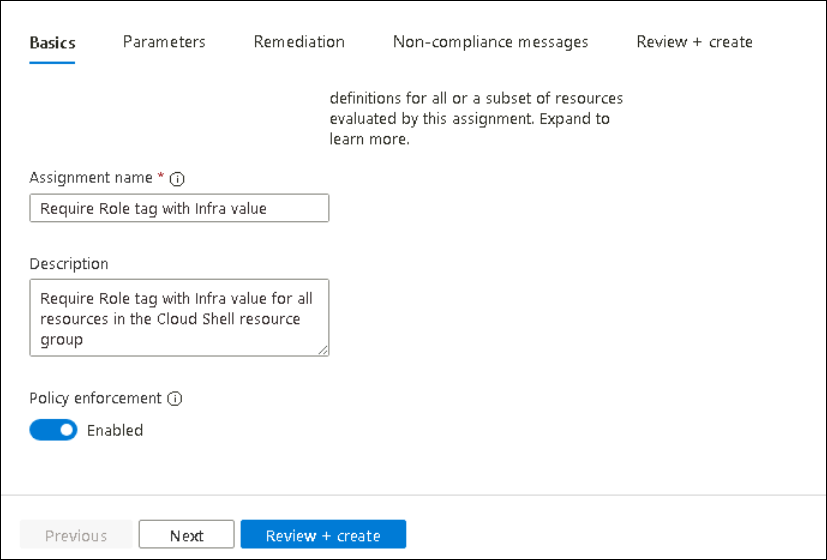 Basics Parameters Remediation Non-compliance messages Review + create
definitions for all or a subset of resources
evaluated by this assignment. Expand to
learn more.
Assignment name *
Require Role tag with Infra value
Description
Require Role tag with Infra value for all
resources in the Cloud Shell resource
group
Policy enforcement
Enabled
Previous Next Review + create